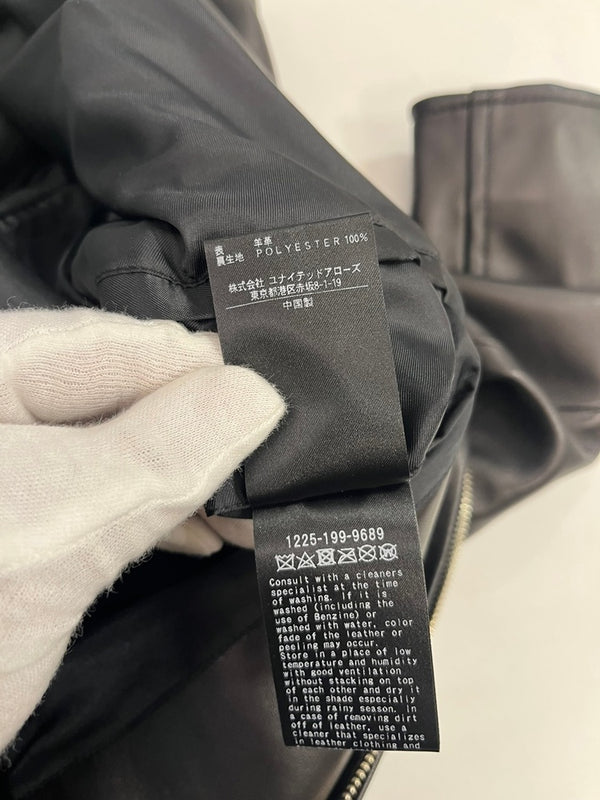 表 羊革
裏生地 POLYESTER 100%
株式会社 ユナイテッドアローズ
東京都港区赤坂8-1-19
中国製
1225-199-9689
Consult with a cleaners
specialist at the time
of washing. If it is
washed (including the
use of Benzine) or
washed with water, color
fade of the leather or
peeling may occur.
Store in a place of low
temperature and humidity
with good ventilation
without stacking on top
of each other and dry it
in the shade especially
during rainy season. In
a case of removing dirt
off of leather, use a
cleaner that specializes
in leather clothing and